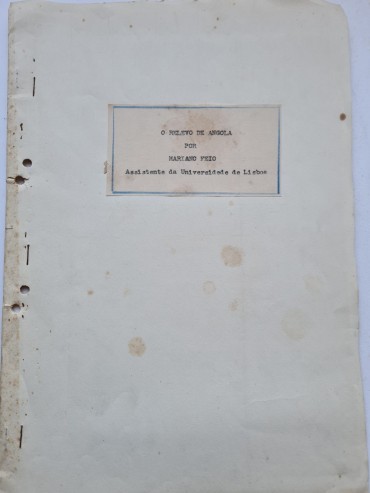 O RELEVO DE ANGOLA
POR
MARIANO FEIO
Assistente da Universidade de Lisboa